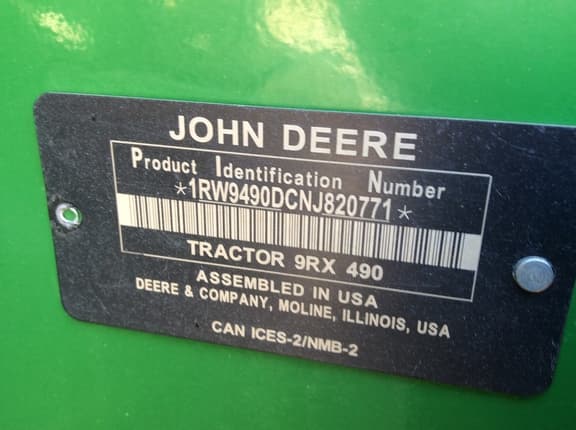 JOHN DEERE
Product Identification Number
*1RW9490DCNJ820771*
TRACTOR 9RX 490
ASSEMBLED IN USA
DEERE & COMPANY, MOLINE, ILLINOIS, USA
CAN ICES-2/NMB-2